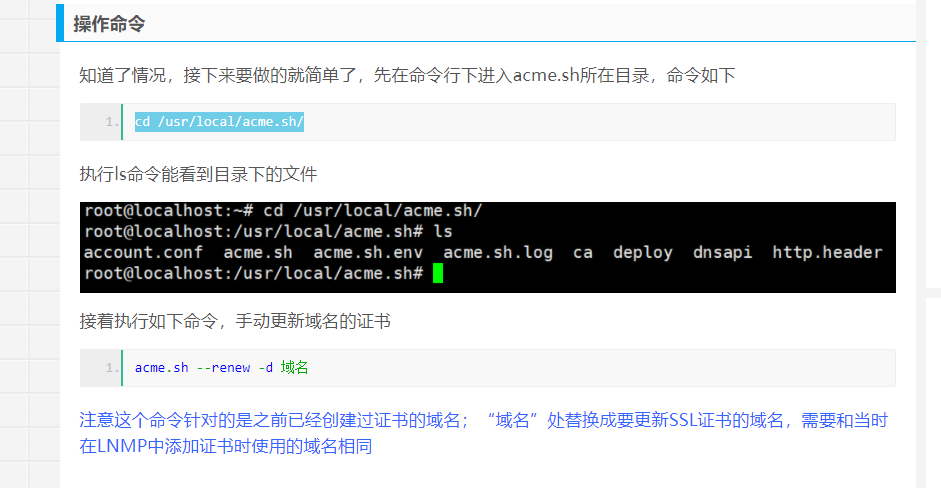 操作命令
知道了情况，接下来要做的就简单了，先在命令行下进入acme.sh所在目录，命令如下
1. cd /usr/local/acme.sh/
执行ls命令能看到目录下的文件
root@localhost:~# cd /usr/local/acme.sh/
root@localhost:/usr/local/acme.sh# ls
account.conf  acme.sh  acme.sh.env  acme.sh.log  ca  deploy  dnsapi  http.header
root@localhost:/usr/local/acme.sh#
接着执行如下命令，手动更新域名的证书
1. acme.sh --renew -d 域名
注意这个命令针对的是之前已经创建过证书的域名；“域名”处替换成要更新SSL证书的域名，需要和当时
在LNMP中添加证书时使用的域名相同